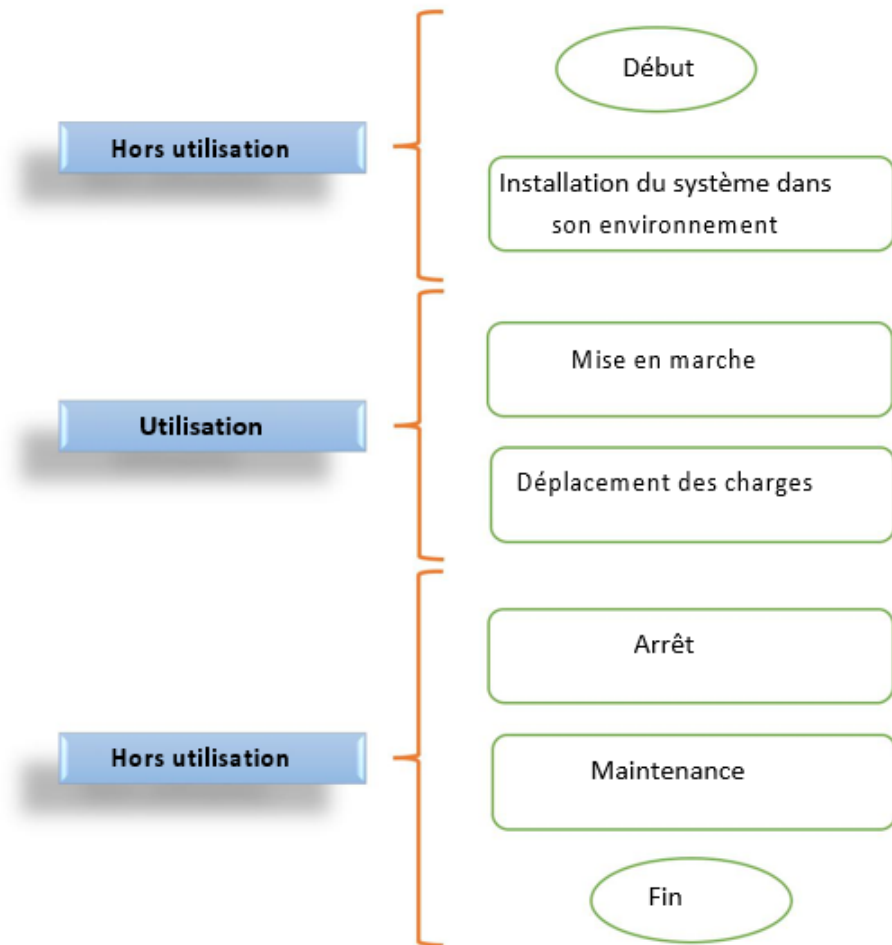 Début
Hors utilisation
Installation du système dans
son environnement
Mise en marche
Utilisation
Déplacement des charges
Arrêt
Hors utilisation
Maintenance
Fin